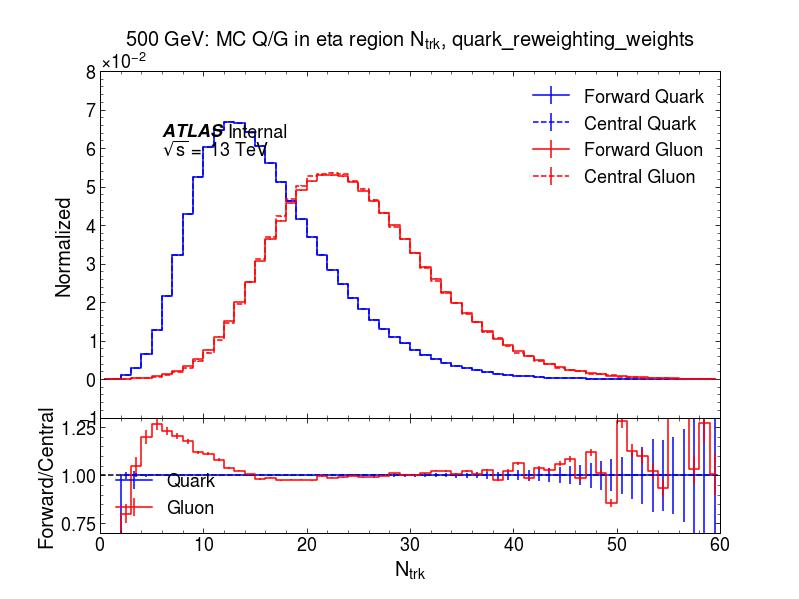 500 GeV: MC Q/G in eta region Ntrk, quark_reweighting_weights
×10−2
8
7
6
5
4
3
2
1
0
1
Normalized
ATLAS Internal
√s = 13 TeV
Forward Quark
Central Quark
Forward Gluon
Central Gluon
Forward/Central
1.25
1.00
0.75
Quark
Gluon
0 10 20 30 40 50 60
Ntrk